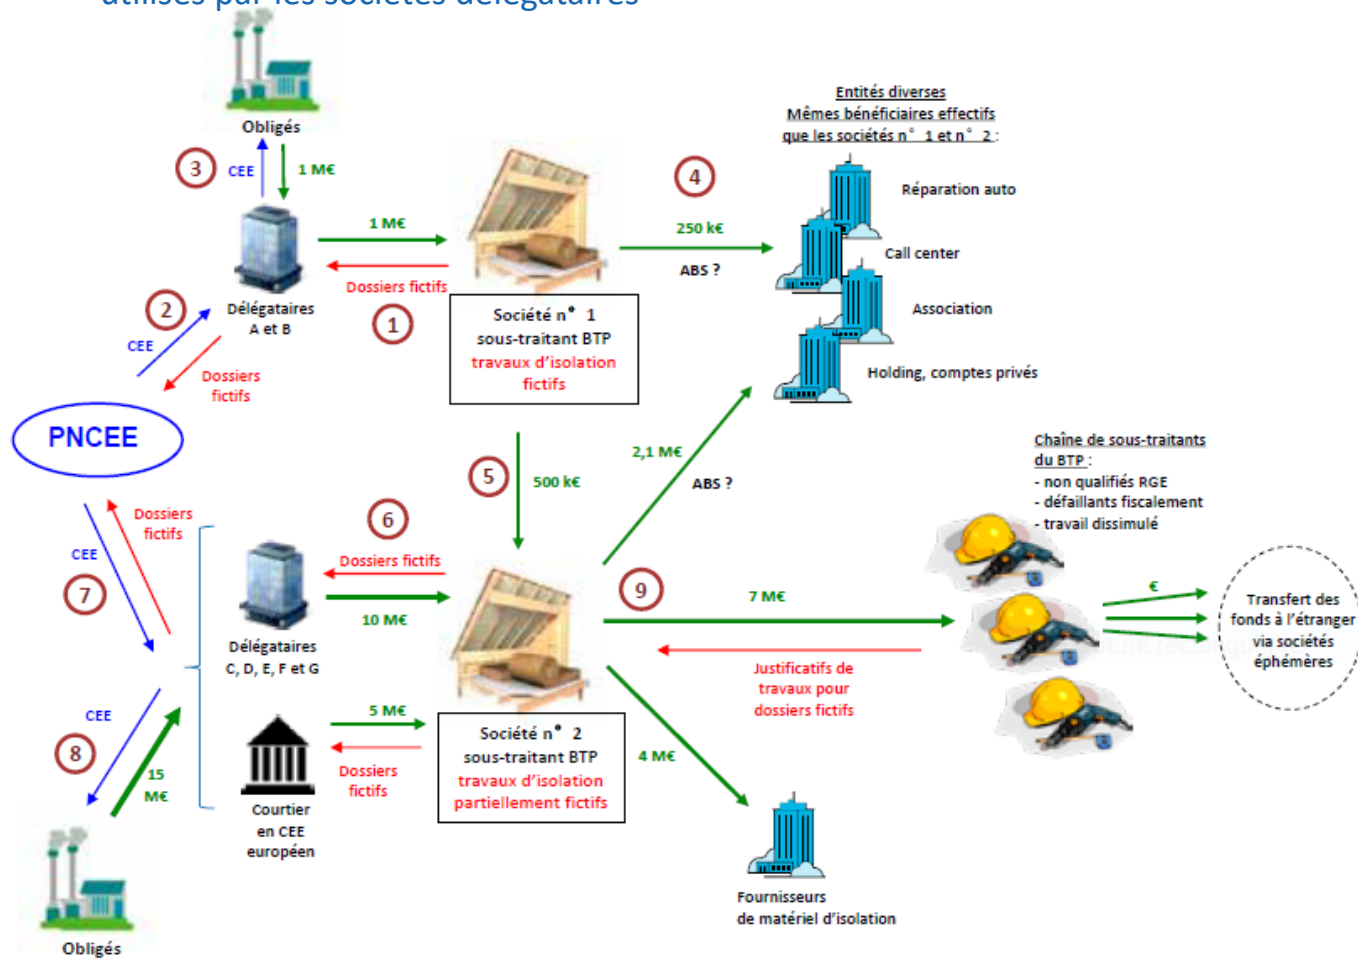 utilisés par les sociétés délégataires
Obligés
3
CEE
1 M€
Délégataires
A et B
2
CEE
Dossiers
fictifs
1 M€
Dossiers fictifs
1
Société n° 1
sous-traitant BTP
travaux d'isolation
fictifs
4
250 k€
ABS ?
Entités diverses
Mêmes bénéficiaires effectifs
que les sociétés n° 1 et n° 2 :
Réparation auto
Call center
Association
Holding, comptes privés
PNCEE
5
500 k€
2,1 M€
ABS ?
Chaîne de sous-traitants
du BTP :
- non qualifiés RGE
- défaillants fiscalement
- travail dissimulé
Dossiers
fictifs
CEE
7
6
Dossiers fictifs
10 M€
Délégataires
C, D, E, F et G
9
7 M€
Justificatifs de
travaux pour
dossiers fictifs
€
Transfert des
fonds à l'étranger
via sociétés
éphémères
CEE
8
15
M€
5 M€
Dossiers
fictifs
Courtier
en CEE
européen
Société n° 2
sous-traitant BTP
travaux d'isolation
partiellement fictifs
4 M€
Fournisseurs
de matériel d'isolation
Obligés